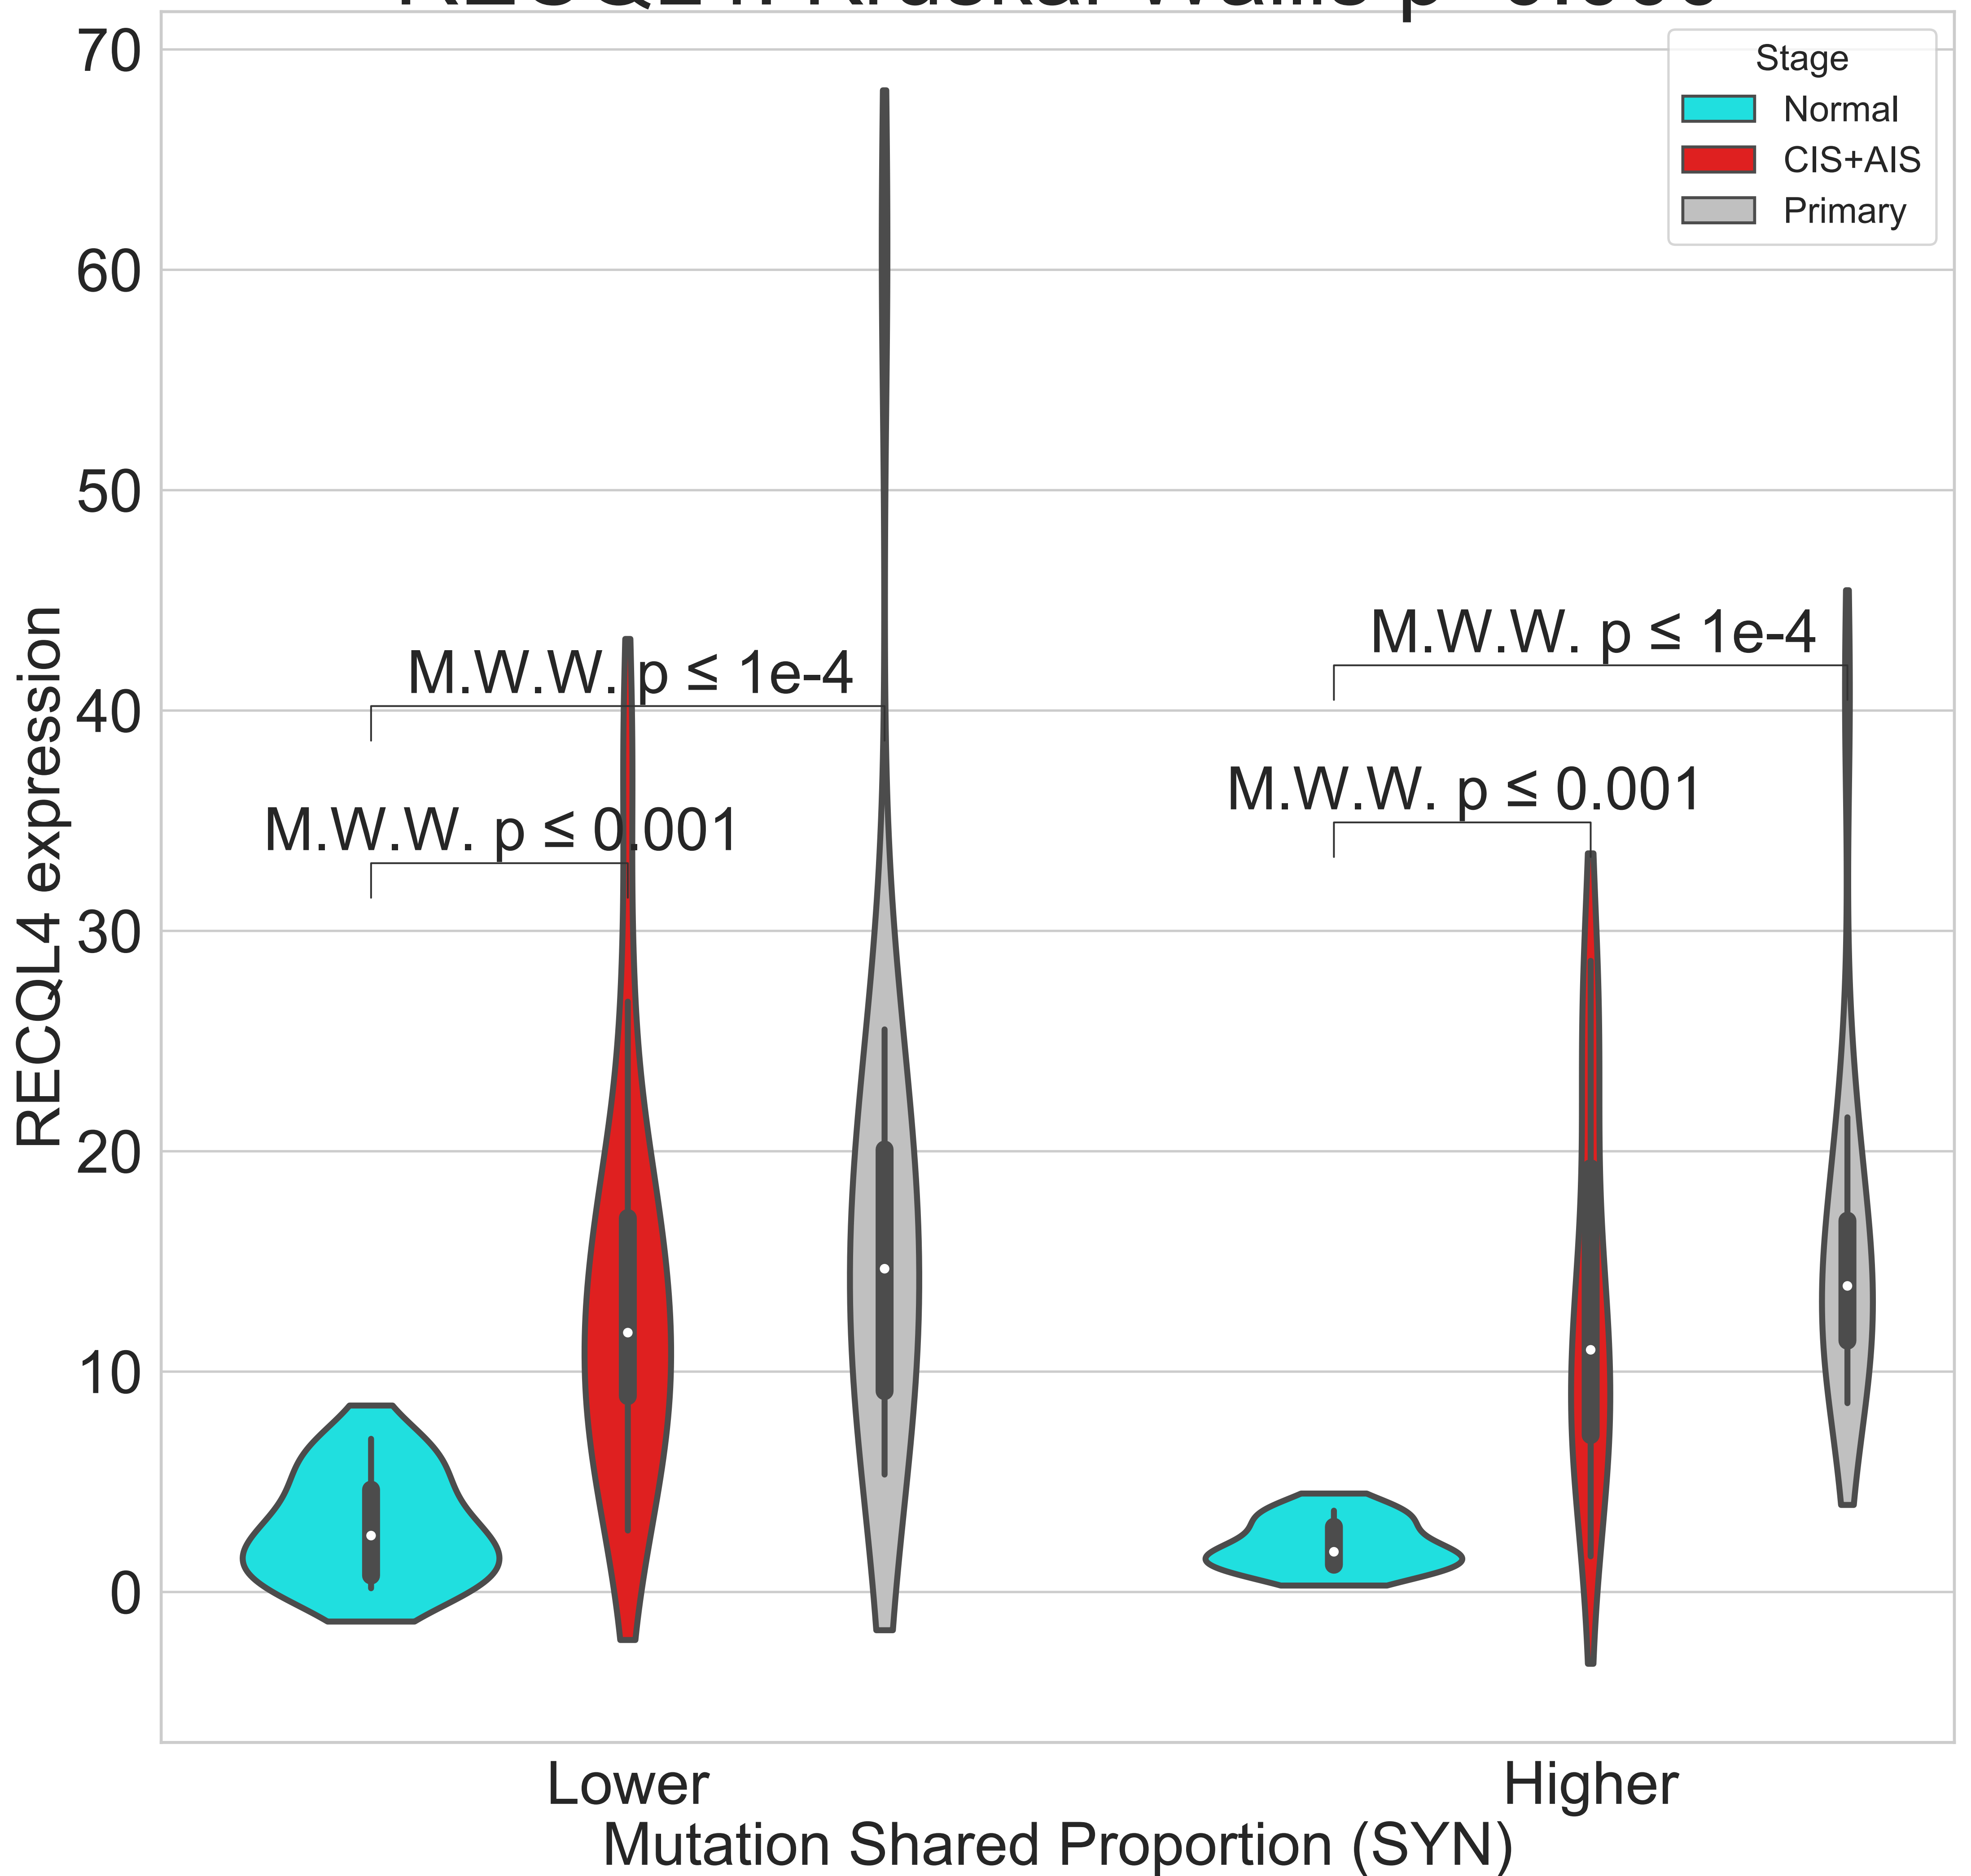 70
60
50
40
30
20
10
0
RECQL4 expression
Stage
Normal
CIS+AIS
Primary
M.W.W. p ≤ 1e-4
M.W.W. p ≤ 0.001
M.W.W. p ≤ 1e-4
M.W.W. p ≤ 0.001
Lower
Higher
Mutation Shared Proportion (SYN)